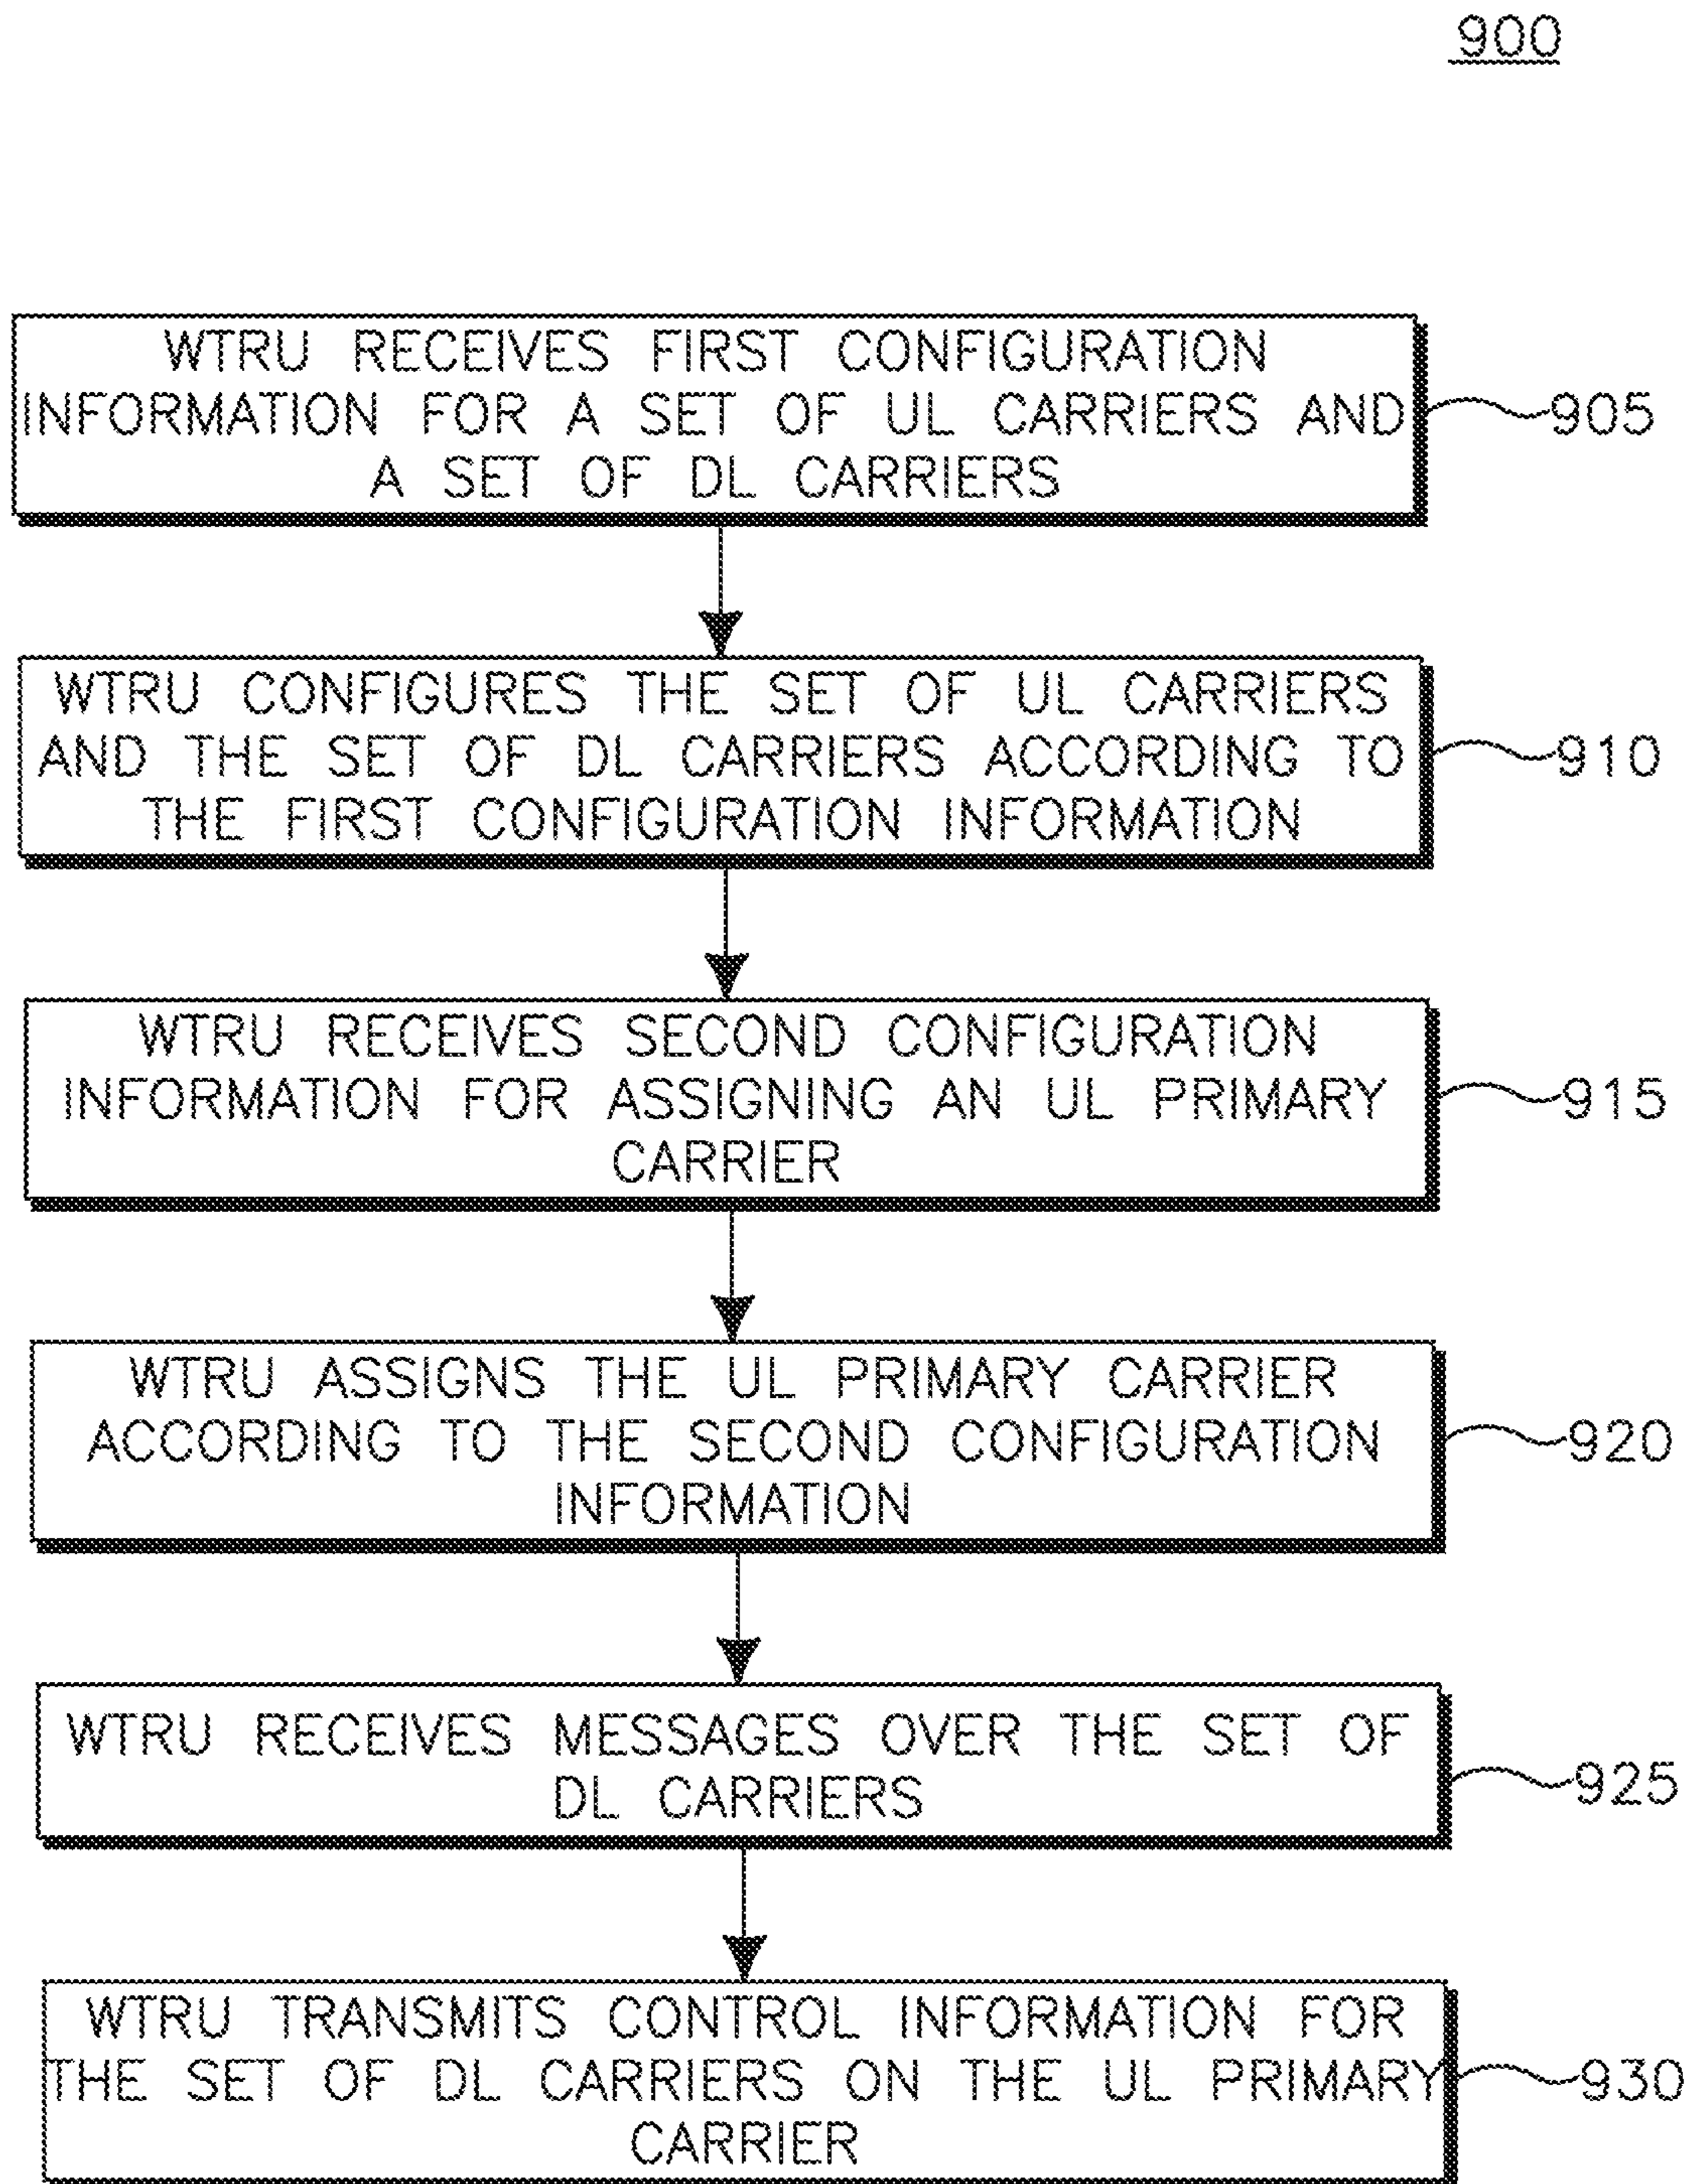 900
WTRU RECEIVES FIRST CONFIGURATION
INFORMATION FOR A SET OF UL CARRIERS AND
A SET OF DL CARRIERS
905
WTRU CONFIGURES THE SET OF UL CARRIERS
AND THE SET OF DL CARRIERS ACCORDING TO
THE FIRST CONFIGURATION INFORMATION
910
WTRU RECEIVES SECOND CONFIGURATION
INFORMATION FOR ASSIGNING AN UL PRIMARY
CARRIER
915
WTRU ASSIGNS THE UL PRIMARY CARRIER
ACCORDING TO THE SECOND CONFIGURATION
INFORMATION
920
WTRU RECEIVES MESSAGES OVER THE SET OF
DL CARRIERS
925
WTRU TRANSMITS CONTROL INFORMATION FOR
THE SET OF DL CARRIERS ON THE UL PRIMARY
CARRIER
930